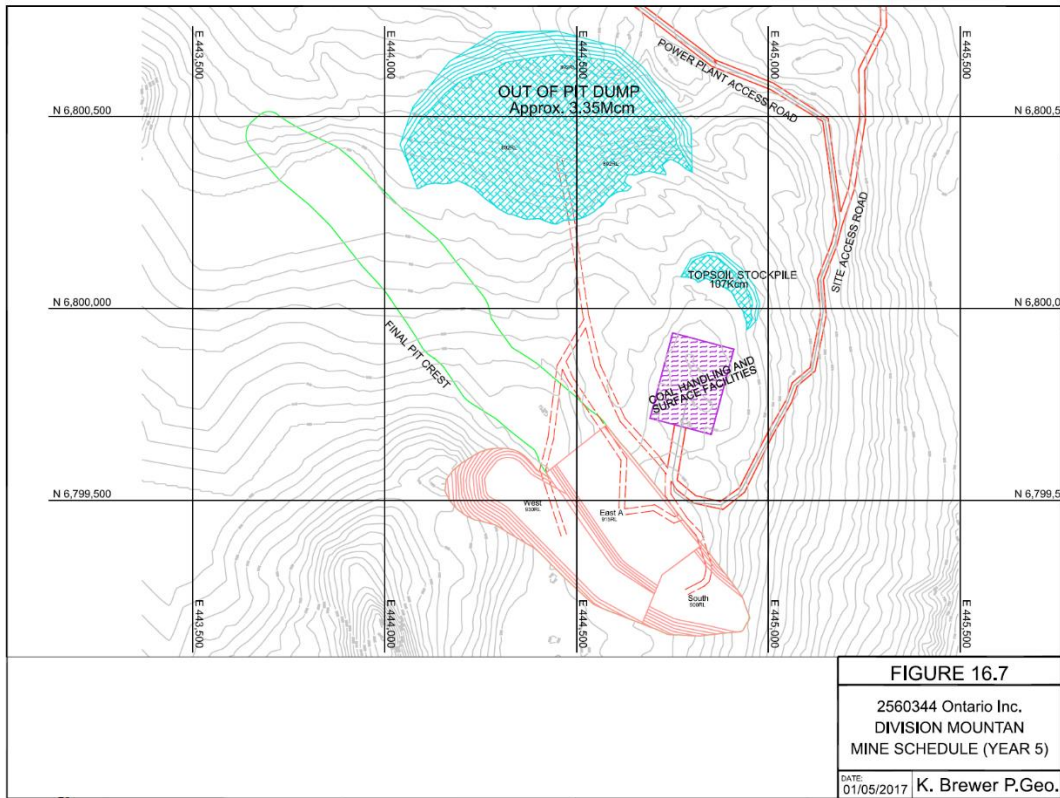 E 443,500
E 444,000
E 444,500
E 445,000
E 445,500
POWER PLANT ACCESS ROAD
OUT OF PIT DUMP
Approx. 3.35Mcm
N 6,800,500
N 6,800,5
892RL
SITE ACCESS ROAD
TOPSOIL STOCKPILE
107Kcm
N 6,800,000
N 6,800,0
FINAL PIT CREST
COAL HANDLING AND
SURFACE FACILITIES
N 6,799,500
N 6,799,5
West
930RL
East A
915RL
South
E 443,500
E 444,000
E 444,500
E 445,000
E 445,500
FIGURE 16.7
2560344 Ontario Inc.
DIVISION MOUNTAN
MINE SCHEDULE (YEAR 5)
DATE:
01/05/2017 K. Brewer P.Geo.